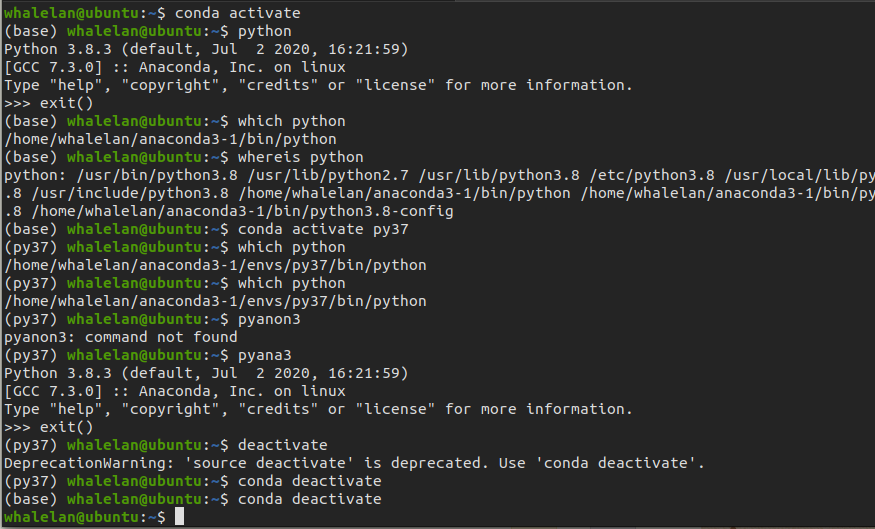 whalelan@ubuntu:~$ conda activate
(base) whalelan@ubuntu:~$ python
Python 3.8.3 (default, Jul  2 2020, 16:21:59)
[GCC 7.3.0] :: Anaconda, Inc. on linux
Type "help", "copyright", "credits" or "license" for more information.
>>> exit()
(base) whalelan@ubuntu:~$ which python
/home/whalelan/anaconda3-1/bin/python
(base) whalelan@ubuntu:~$ whereis python
python: /usr/bin/python3.8 /usr/lib/python2.7 /usr/lib/python3.8 /etc/python3.8 /usr/local/lib/py
.8 /usr/include/python3.8 /home/whalelan/anaconda3-1/bin/python /home/whalelan/anaconda3-1/bin/py
.8 /home/whalelan/anaconda3-1/bin/python3.8-config
(base) whalelan@ubuntu:~$ conda activate py37
(py37) whalelan@ubuntu:~$ which python
/home/whalelan/anaconda3-1/envs/py37/bin/python
(py37) whalelan@ubuntu:~$ which python
/home/whalelan/anaconda3-1/envs/py37/bin/python
(py37) whalelan@ubuntu:~$ pyanon3
pyanon3: command not found
(py37) whalelan@ubuntu:~$ pyana3
Python 3.8.3 (default, Jul  2 2020, 16:21:59)
[GCC 7.3.0] :: Anaconda, Inc. on linux
Type "help", "copyright", "credits" or "license" for more information.
>>> exit()
(py37) whalelan@ubuntu:~$ deactivate
DeprecationWarning: 'source deactivate' is deprecated. Use 'conda deactivate'.
(py37) whalelan@ubuntu:~$ conda deactivate
(base) whalelan@ubuntu:~$ conda deactivate
whalelan@ubuntu:~$